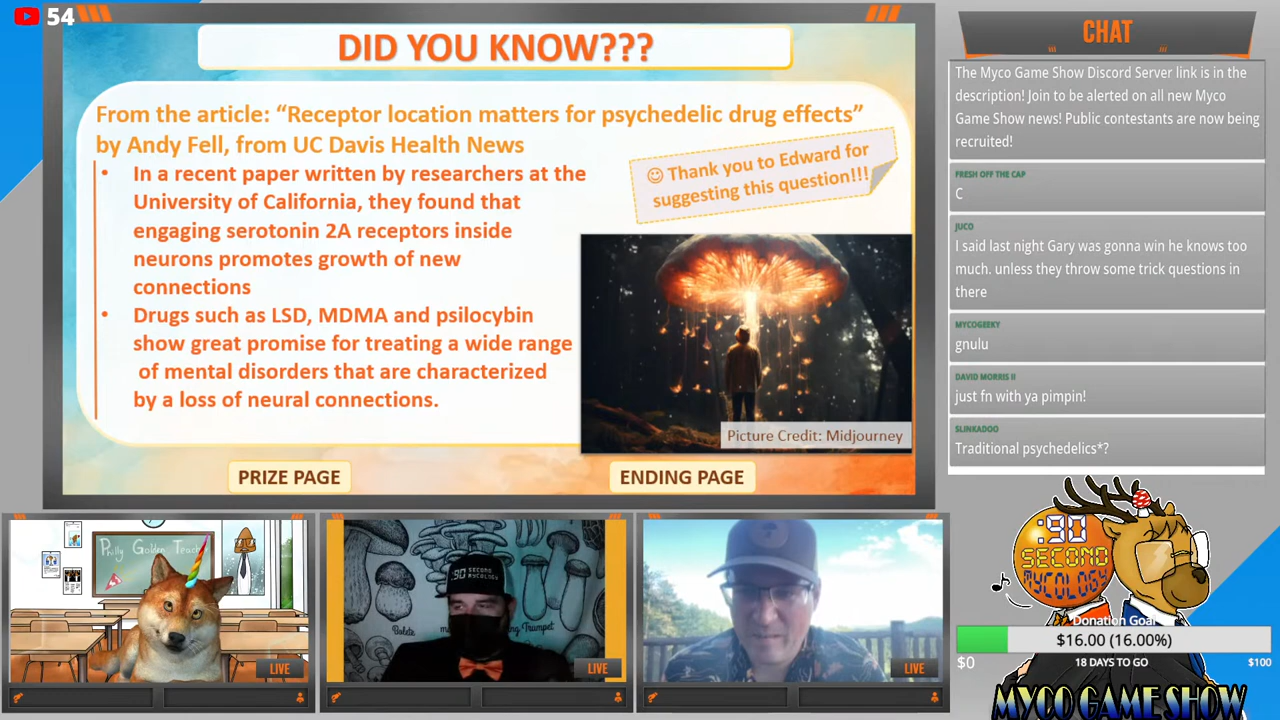 54
DID YOU KNOW???
From the article: “Receptor location matters for psychedelic drug effects”
by Andy Fell, from UC Davis Health News
• In a recent paper written by researchers at the
University of California, they found that
engaging serotonin 2A receptors inside
neurons promotes growth of new
connections
• Drugs such as LSD, MDMA and psilocybin
show great promise for treating a wide range
of mental disorders that are characterized
by a loss of neural connections.
☺ Thank you to Edward for
suggesting this question!!!
Picture Credit: Midjourney
PRIZE PAGE
ENDING PAGE
CHAT
The Myco Game Show Discord Server link is in the
description! Join to be alerted on all new Myco
Game Show news! Public contestants are now being
recruited!
FRESH OFF THE CAP
C
JUCO
I said last night Gary was gonna win he knows too
much. unless they throw some trick questions in
there
MYCOGEEKY
gnulu
DAVID MORRIS II
just fn with ya pimpin!
SLINKADOO
Traditional psychedelics*?
Philly Golden Teach
LIVE
:90 SECOND
MYCOLOGY
Bolete
Trumpet
LIVE
LIVE
:90
SECOND
MYCOLOGY
Donation Goal
$16.00 (16.00%)
$0
18 DAYS TO GO
$100
MYCO GAME SHOW